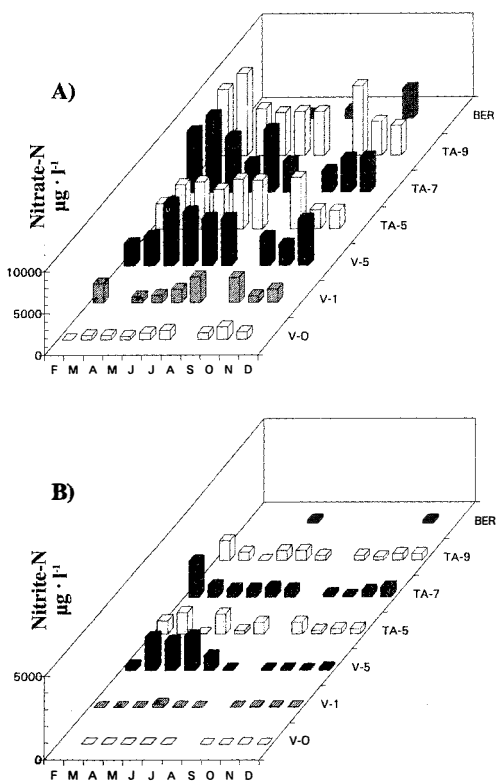 A)
Nitrate-N
µg · l-1
10000
5000
0
F M A M J J A S O N D
BER
TA-9
TA-7
TA-5
V-5
V-1
V-O
B)
Nitrite-N
µg · l-1
5000
0
F M A M J J A S O N D
BER
TA-9
TA-7
TA-5
V-5
V-1
V-O